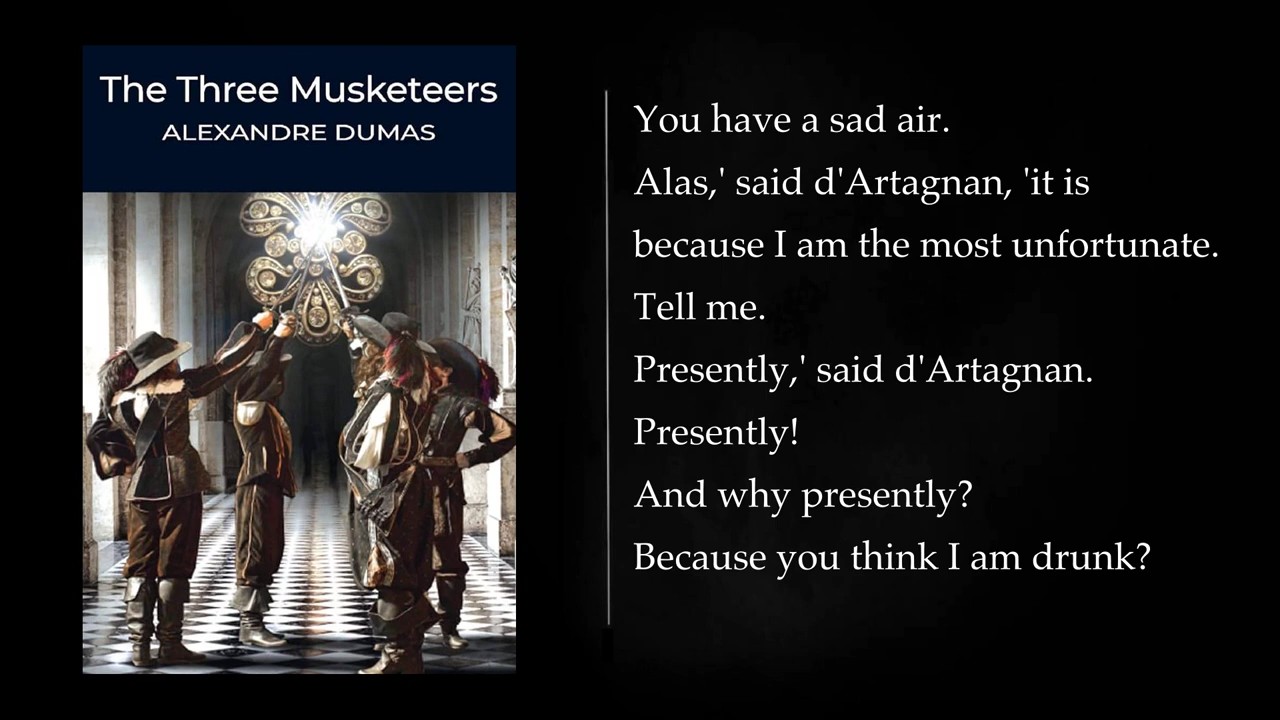 The Three Musketeers
ALEXANDRE DUMAS
You have a sad air.
Alas,' said d'Artagnan, 'it is
because I am the most unfortunate.
Tell me.
Presently,' said d'Artagnan.
Presently!
And why presently?
Because you think I am drunk?